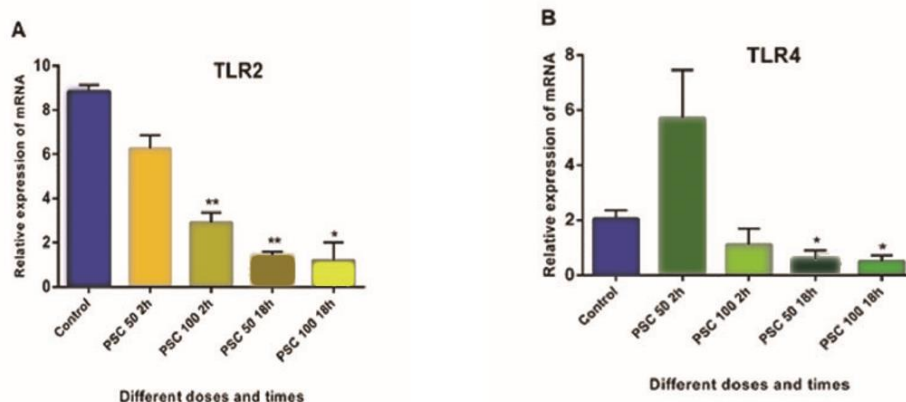 A
TLR2
Relative expression of mRNA
10
8
6
4
2
0
**
**
*
Control
PSC 50 2h
PSC 100 2h
PSC 50 18h
PSC 100 18h
Different doses and times
B
TLR4
Relative expression of mRNA
8
6
4
2
0
*
*
Control
PSC 50 2h
PSC 100 2h
PSC 50 18h
PSC 100 18h
Different doses and times